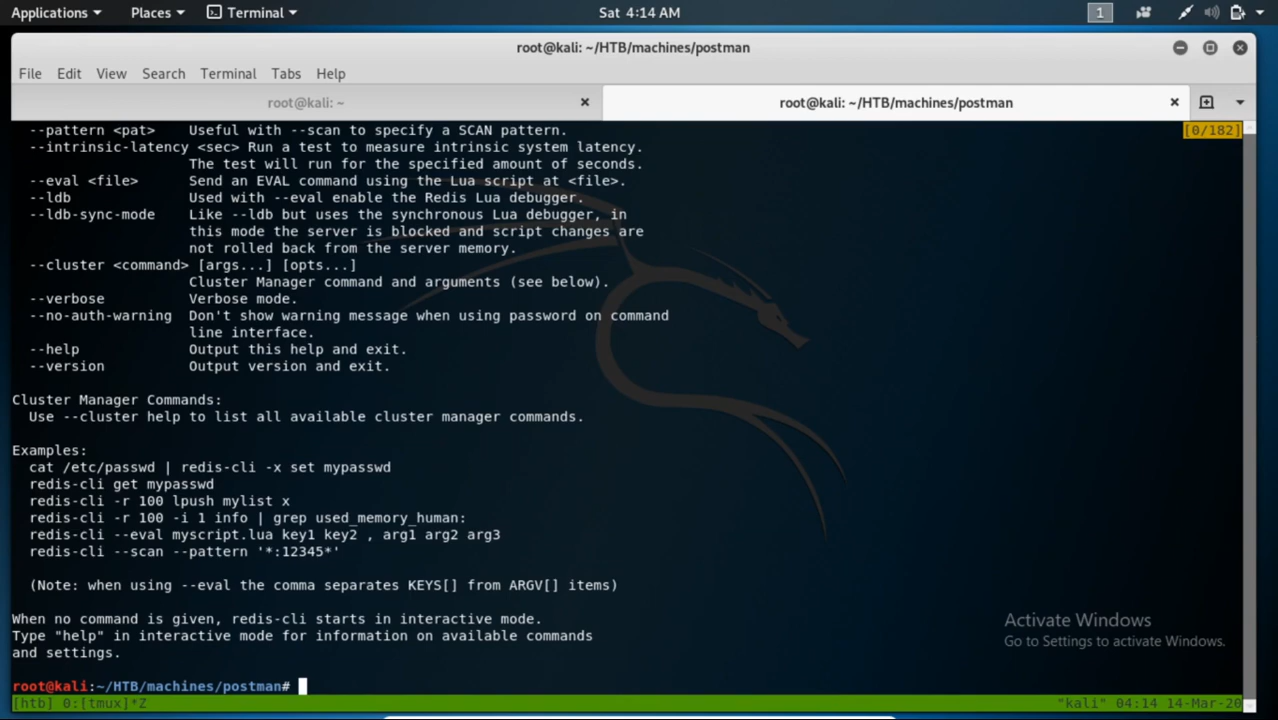 Applications Places Terminal Sat 4:14 AM 1
root@kali: ~/HTB/machines/postman
File Edit View Search Terminal Tabs Help
root@kali: ~ root@kali: ~/HTB/machines/postman
--pattern <pat> Useful with --scan to specify a SCAN pattern. [0/182]
--intrinsic-latency <sec> Run a test to measure intrinsic system latency.
The test will run for the specified amount of seconds.
--eval <file> Send an EVAL command using the Lua script at <file>.
--ldb Used with --eval enable the Redis Lua debugger.
--ldb-sync-mode Like --ldb but uses the synchronous Lua debugger, in
this mode the server is blocked and script changes are
not rolled back from the server memory.
--cluster <command> [args...] [opts...]
Cluster Manager command and arguments (see below).
--verbose Verbose mode.
--no-auth-warning Don't show warning message when using password on command
line interface.
--help Output this help and exit.
--version Output version and exit.
Cluster Manager Commands:
Use --cluster help to list all available cluster manager commands.
Examples:
cat /etc/passwd | redis-cli -x set mypasswd
redis-cli get mypasswd
redis-cli -r 100 lpush mylist x
redis-cli -r 100 -i 1 info | grep used_memory_human:
redis-cli --eval myscript.lua key1 key2 , arg1 arg2 arg3
redis-cli --scan --pattern '*:12345*'
(Note: when using --eval the comma separates KEYS[] from ARGV[] items)
When no command is given, redis-cli starts in interactive mode.
Type "help" in interactive mode for information on available commands
and settings.
Activate Windows
Go to Settings to activate Windows.
root@kali:~/HTB/machines/postman#
[htb] 0:[tmux]*Z "kali" 04:14 14-Mar-20